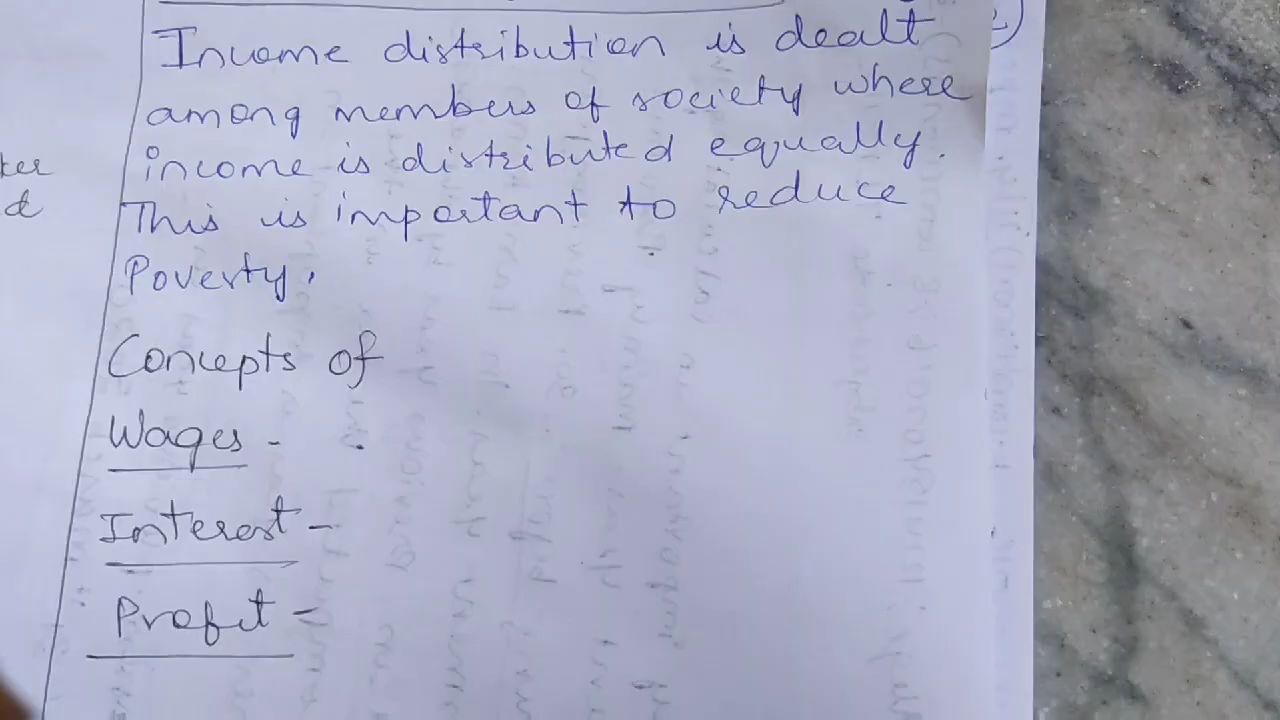 Income distribution is dealt
among members of society where
income is distributed equally.
This is important to reduce
Poverty.
Concepts of
Wages -
Interest -
Profit -